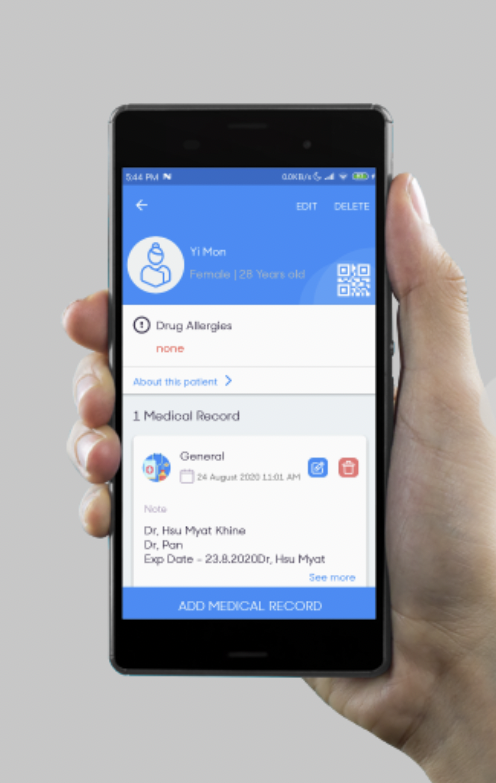 5:44 PM
0.0KB/s
EDIT DELETE
Yi Mon
Female | 28 Years old
Drug Allergies
none
About this patient
1 Medical Record
General
24 August 2020 11:01 AM
Note
Dr, Hsu Myat Khine
Dr, Pan
Exp Date - 23.8.2020Dr, Hsu Myat
See more
ADD MEDICAL RECORD